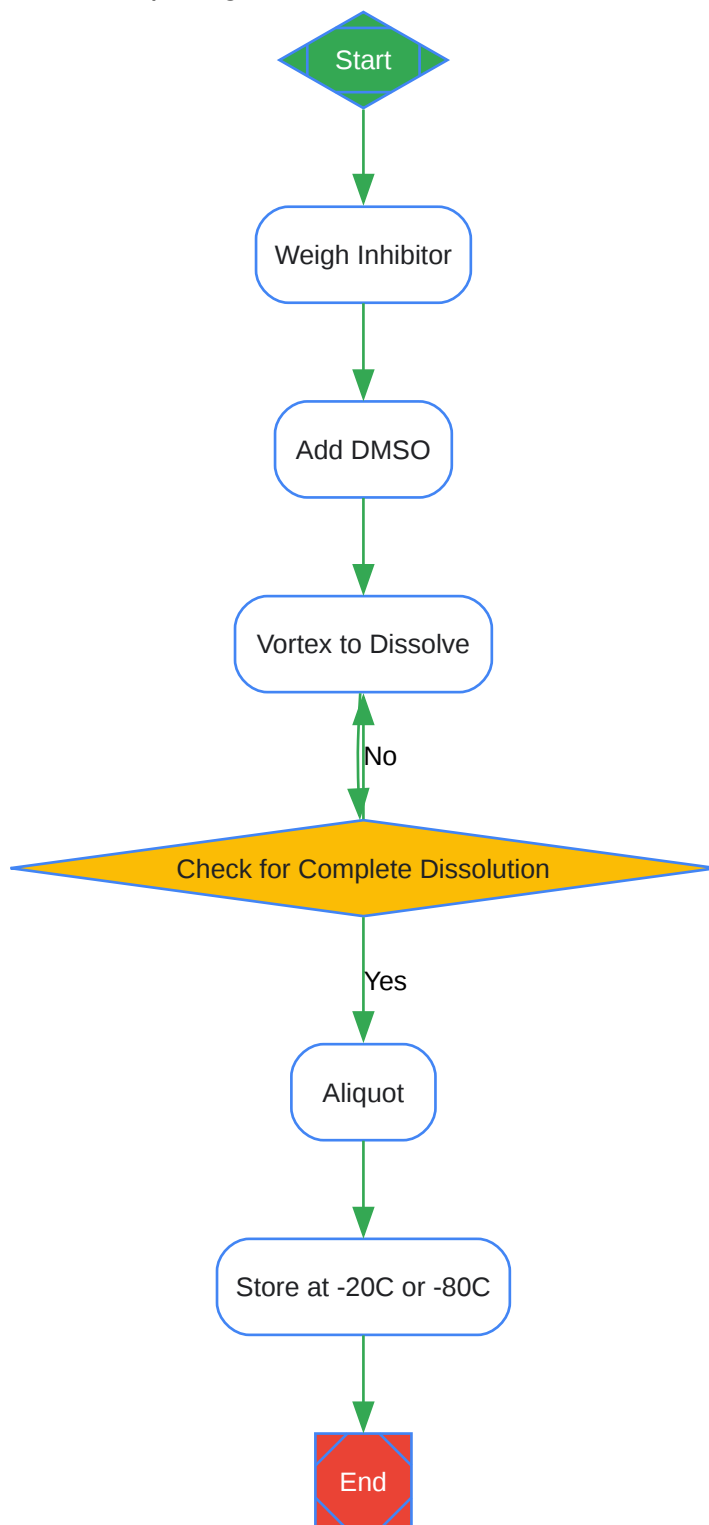 Start
Weigh Inhibitor
Add DMSO
Vortex to Dissolve
No
Check for Complete Dissolution
Yes
Aliquot
Store at -20C or -80C
End